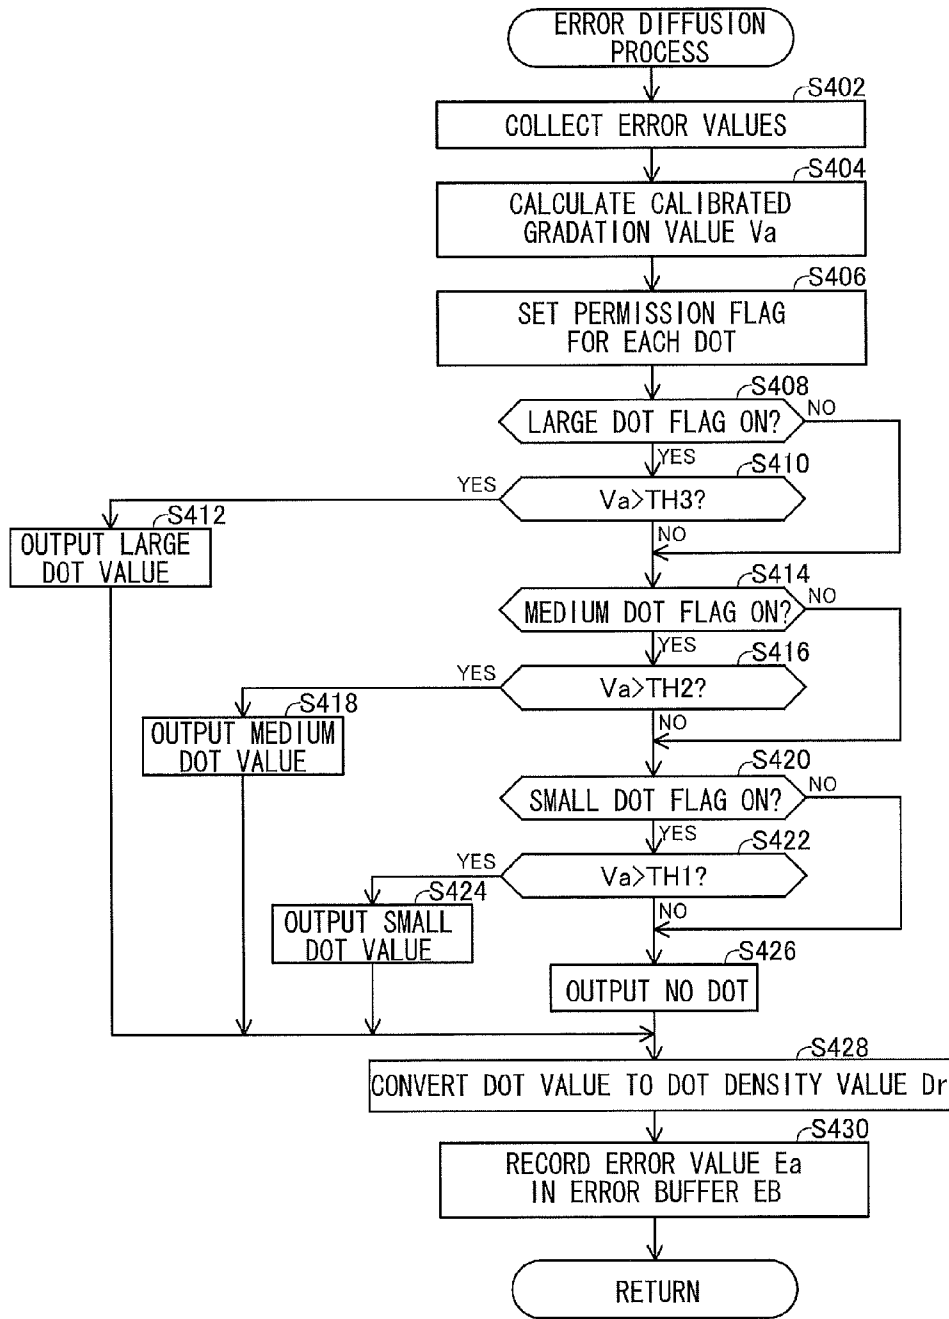 ERROR DIFFUSION
PROCESS
S402
COLLECT ERROR VALUES
S404
CALCULATE CALIBRATED
GRADATION VALUE Va
S406
SET PERMISSION FLAG
FOR EACH DOT
S408
LARGE DOT FLAG ON?
NO
YES
S410
YES
Va>TH3?
S412
NO
OUTPUT LARGE
DOT VALUE
S414
MEDIUM DOT FLAG ON?
NO
YES
S416
YES
Va>TH2?
S418
NO
OUTPUT MEDIUM
DOT VALUE
S420
SMALL DOT FLAG ON?
NO
YES
S422
YES
Va>TH1?
S424
NO
OUTPUT SMALL
DOT VALUE
S426
OUTPUT NO DOT
S428
CONVERT DOT VALUE TO DOT DENSITY VALUE Dr
S430
RECORD ERROR VALUE Ea
IN ERROR BUFFER EB
RETURN